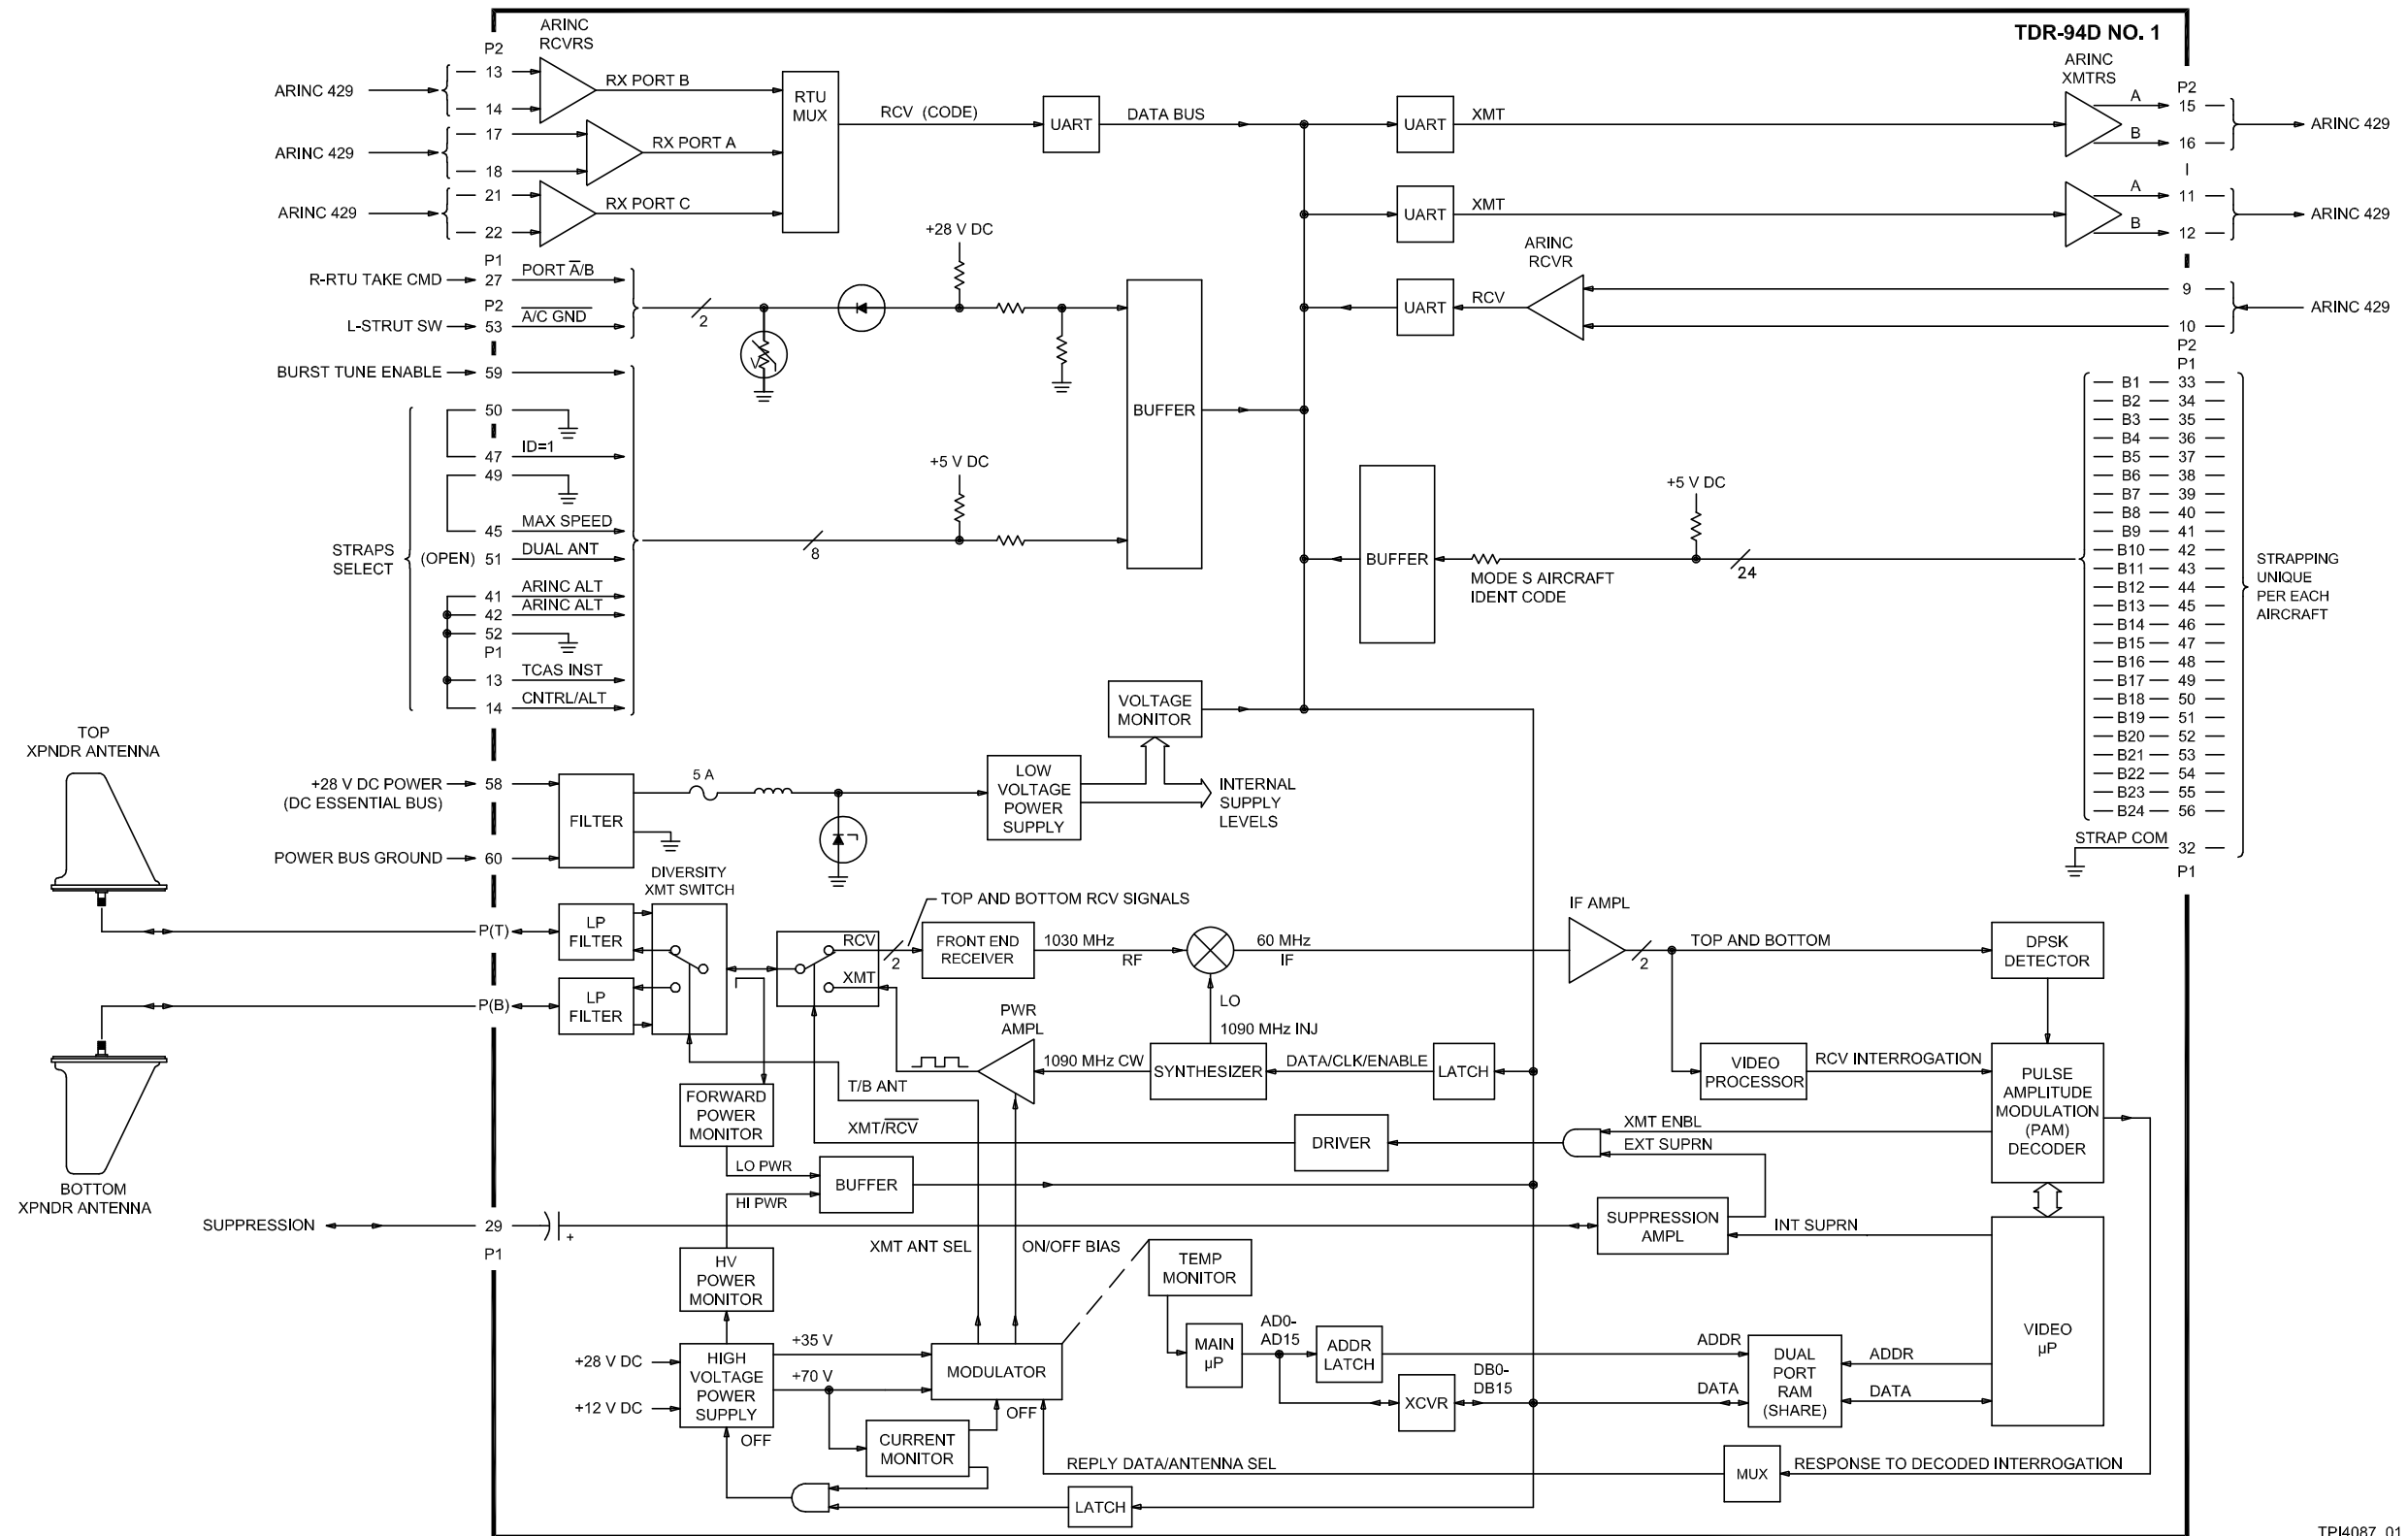 TDR-94D NO. 1
ARINC
RCVRS
P2
13
14
ARINC 429
RX PORT B
17
18
ARINC 429
RX PORT A
21
22
ARINC 429
RX PORT C
RTU
MUX
RCV (CODE)
UART
DATA BUS
UART
XMT
ARINC
XMTRS
A
B
P2
15
16
ARINC 429
UART
XMT
A
B
11
12
ARINC 429
UART
RCV
ARINC
RCVR
9
10
P2
ARINC 429
P1
R-RTU TAKE CMD
27
PORT A̅/B
P2
L-STRUT SW
53
A/C GND
2
V
+28 V DC
BURST TUNE ENABLE
59
50
47
ID=1
49
45
MAX SPEED
STRAPS
SELECT
(OPEN)
51
DUAL ANT
41
ARINC ALT
42
ARINC ALT
52
P1
13
TCAS INST
14
CNTRL/ALT
8
+5 V DC
BUFFER
BUFFER
MODE S AIRCRAFT
IDENT CODE
+5 V DC
24
P1
B1 33
B2 34
B3 35
B4 36
B5 37
B6 38
B7 39
B8 40
B9 41
B10 42
B11 43
B12 44
B13 45
B14 46
B15 47
B16 48
B17 49
B18 50
B19 51
B20 52
B21 53
B22 54
B23 55
B24 56
STRAP COM 32
P1
STRAPPING
UNIQUE
PER EACH
AIRCRAFT
VOLTAGE
MONITOR
+28 V DC POWER
(DC ESSENTIAL BUS)
58
POWER BUS GROUND
60
FILTER
5 A
LOW
VOLTAGE
POWER
SUPPLY
INTERNAL
SUPPLY
LEVELS
TOP
XPNDR ANTENNA
P(T)
LP
FILTER
DIVERSITY
XMT SWITCH
P(B)
LP
FILTER
BOTTOM
XPNDR ANTENNA
RCV
XMT
2
TOP AND BOTTOM RCV SIGNALS
FRONT END
RECEIVER
1030 MHz
RF
60 MHz
IF
IF AMPL
2
TOP AND BOTTOM
DPSK
DETECTOR
LO
1090 MHz INJ
PWR
AMPL
1090 MHz CW
SYNTHESIZER
DATA/CLK/ENABLE
LATCH
VIDEO
PROCESSOR
RCV INTERROGATION
PULSE
AMPLITUDE
MODULATION
(PAM)
DECODER
T/B ANT
FORWARD
POWER
MONITOR
XMT/R̅C̅V̅
DRIVER
XMT ENBL
EXT SUPRN
LO PWR
HI PWR
BUFFER
SUPPRESSION
29
P1
+
SUPPRESSION
AMPL
INT SUPRN
XMT ANT SEL
ON/OFF BIAS
HV
POWER
MONITOR
TEMP
MONITOR
+28 V DC
+12 V DC
HIGH
VOLTAGE
POWER
SUPPLY
+35 V
+70 V
MODULATOR
OFF
OFF
CURRENT
MONITOR
MAIN
µP
AD0-
AD15
ADDR
LATCH
XCVR
DB0-
DB15
ADDR
DATA
DUAL
PORT
RAM
(SHARE)
ADDR
DATA
VIDEO
µP
REPLY DATA/ANTENNA SEL
MUX
RESPONSE TO DECODED INTERROGATION
LATCH
TPI4087_01